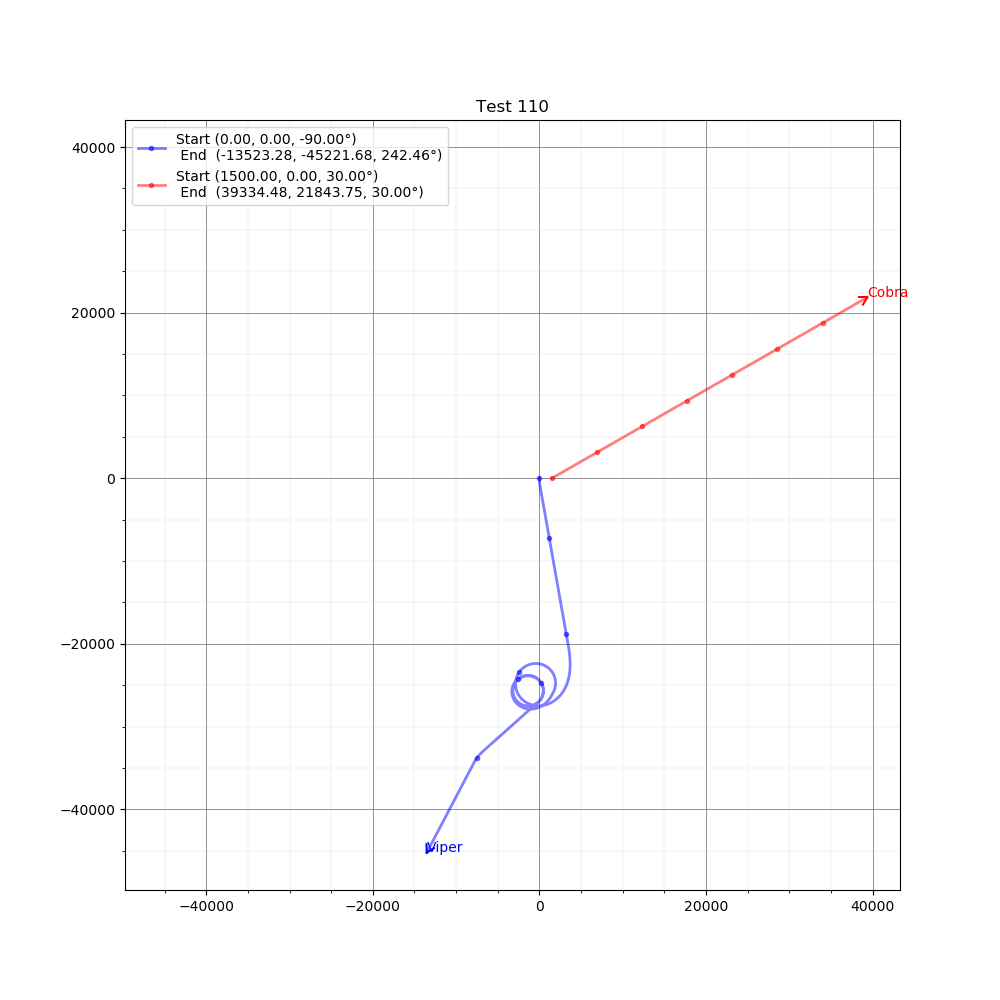 Test 110
Start (0.00, 0.00, -90.00°)
End (-13523.28, -45221.68, 242.46°)
Start (1500.00, 0.00, 30.00°)
End (39334.48, 21843.75, 30.00°)
40000
20000
0
−20000
−40000
Cobra
Viper
−40000
−20000
0
20000
40000